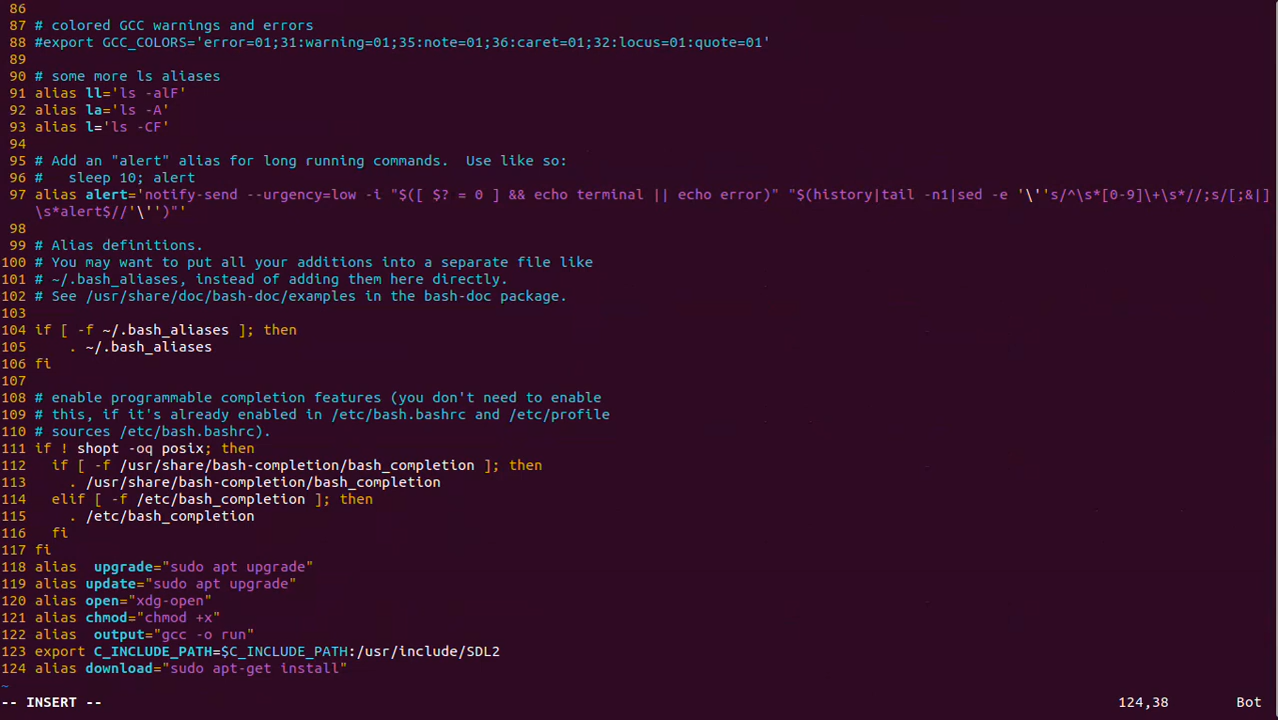 86
87 # colored GCC warnings and errors
88 #export GCC_COLORS='error=01;31:warning=01;35:note=01;36:caret=01;32:locus=01:quote=01'
89
90 # some more ls aliases
91 alias ll='ls -alF'
92 alias la='ls -A'
93 alias l='ls -CF'
94
95 # Add an "alert" alias for long running commands.  Use like so:
96 #   sleep 10; alert
97 alias alert='notify-send --urgency=low -i "$([ $? = 0 ] && echo terminal || echo error)" "$(history|tail -n1|sed -e '\''s/^\s*[0-9]\+\s*//;s/[;&|]
\s*alert$//'\'')"'
98
99 # Alias definitions.
100 # You may want to put all your additions into a separate file like
101 # ~/.bash_aliases, instead of adding them here directly.
102 # See /usr/share/doc/bash-doc/examples in the bash-doc package.
103
104 if [ -f ~/.bash_aliases ]; then
105     . ~/.bash_aliases
106 fi
107
108 # enable programmable completion features (you don't need to enable
109 # this, if it's already enabled in /etc/bash.bashrc and /etc/profile
110 # sources /etc/bash.bashrc).
111 if ! shopt -oq posix; then
112   if [ -f /usr/share/bash-completion/bash_completion ]; then
113     . /usr/share/bash-completion/bash_completion
114   elif [ -f /etc/bash_completion ]; then
115     . /etc/bash_completion
116   fi
117 fi
118 alias  upgrade="sudo apt upgrade"
119 alias update="sudo apt upgrade"
120 alias open="xdg-open"
121 alias chmod="chmod +x"
122 alias  output="gcc -o run"
123 export C_INCLUDE_PATH=$C_INCLUDE_PATH:/usr/include/SDL2
124 alias download="sudo apt-get install"
~
-- INSERT -- 124,38 Bot